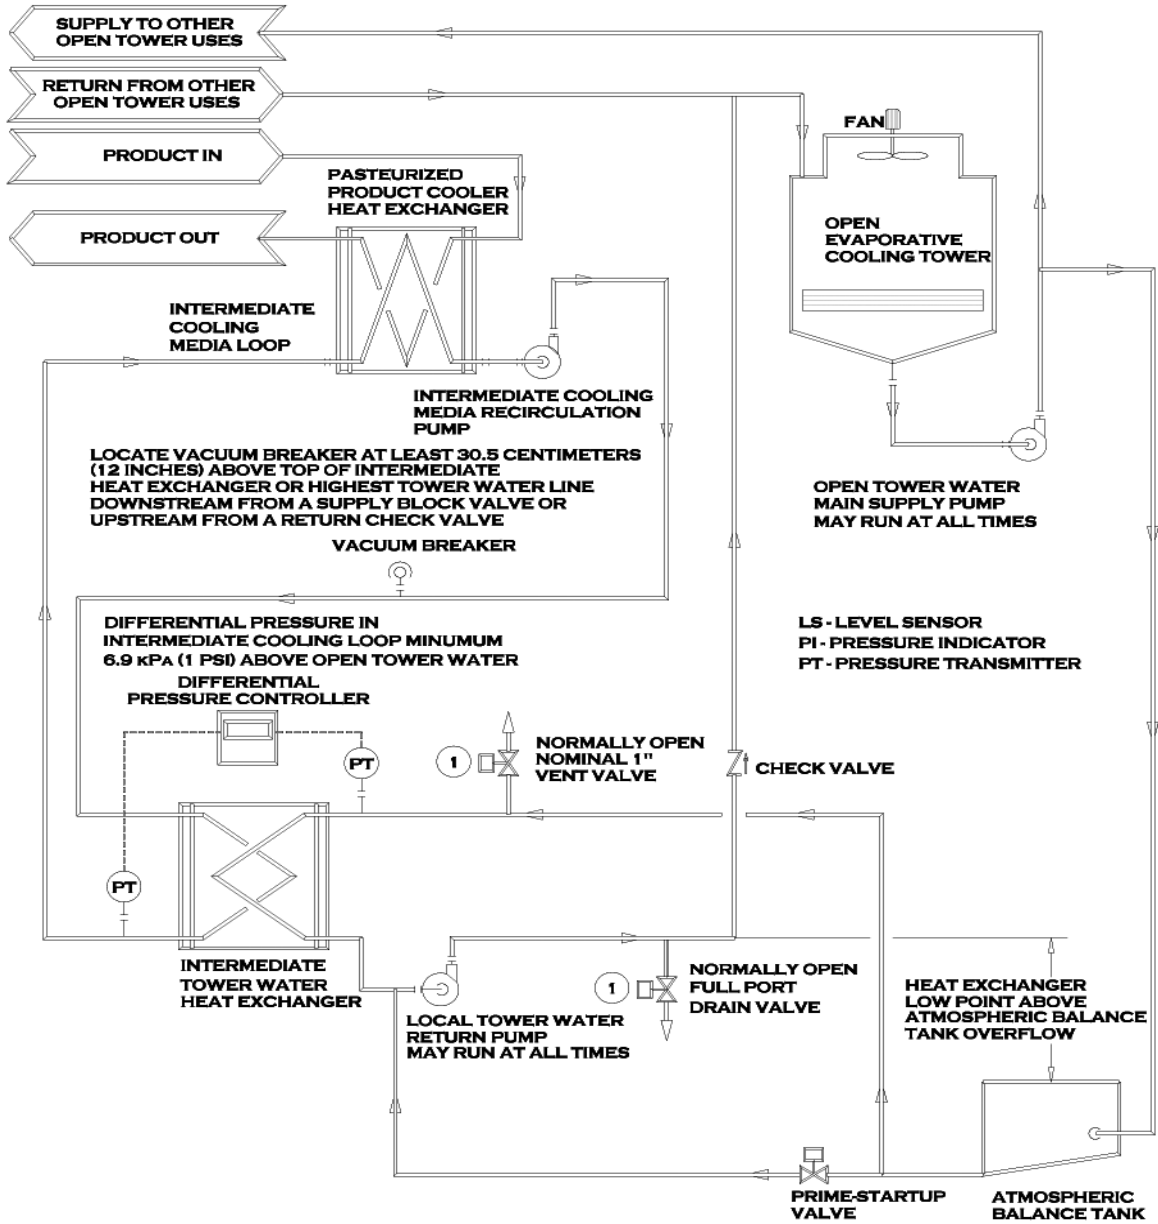 SUPPLY TO OTHER
OPEN TOWER USES
RETURN FROM OTHER
OPEN TOWER USES
PRODUCT IN
PRODUCT OUT
PASTEURIZED
PRODUCT COOLER
HEAT EXCHANGER
FAN
OPEN
EVAPORATIVE
COOLING TOWER
INTERMEDIATE
COOLING
MEDIA LOOP
INTERMEDIATE COOLING
MEDIA RECIRCULATION
PUMP
LOCATE VACUUM BREAKER AT LEAST 30.5 CENTIMETERS
(12 INCHES) ABOVE TOP OF INTERMEDIATE
HEAT EXCHANGER OR HIGHEST TOWER WATER LINE
DOWNSTREAM FROM A SUPPLY BLOCK VALVE OR
UPSTREAM FROM A RETURN CHECK VALVE
VACUUM BREAKER
OPEN TOWER WATER
MAIN SUPPLY PUMP
MAY RUN AT ALL TIMES
DIFFERENTIAL PRESSURE IN
INTERMEDIATE COOLING LOOP MINUMUM
6.9 KPA (1 PSI) ABOVE OPEN TOWER WATER
LS - LEVEL SENSOR
PI - PRESSURE INDICATOR
PT - PRESSURE TRANSMITTER
DIFFERENTIAL
PRESSURE CONTROLLER
PT
1
NORMALLY OPEN
NOMINAL 1"
VENT VALVE
CHECK VALVE
PT
INTERMEDIATE
TOWER WATER
HEAT EXCHANGER
LOCAL TOWER WATER
RETURN PUMP
MAY RUN AT ALL TIMES
1
NORMALLY OPEN
FULL PORT
DRAIN VALVE
HEAT EXCHANGER
LOW POINT ABOVE
ATMOSPHERIC BALANCE
TANK OVERFLOW
PRIME-STARTUP
VALVE
ATMOSPHERIC
BALANCE TANK